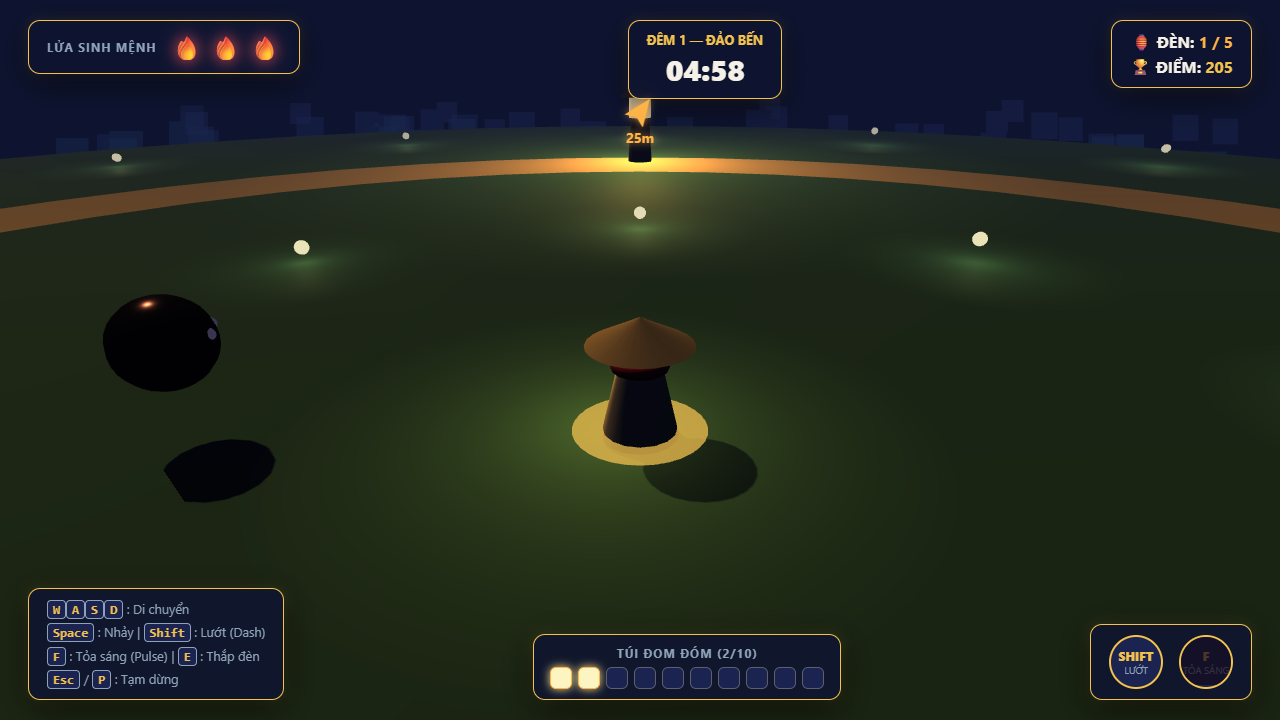 LỬA SINH MỆNH
ĐÊM 1 — ĐẢO BẾN
04:58
ĐÈN: 1 / 5
ĐIỂM: 205
25m
W A S D : Di chuyển
Space : Nhảy | Shift : Lướt (Dash)
F : Tỏa sáng (Pulse) | E : Thắp đèn
Esc / P : Tạm dừng
TÚI ĐOM ĐÓM (2/10)
SHIFT
LƯỚT
F
TỎA SÁNG